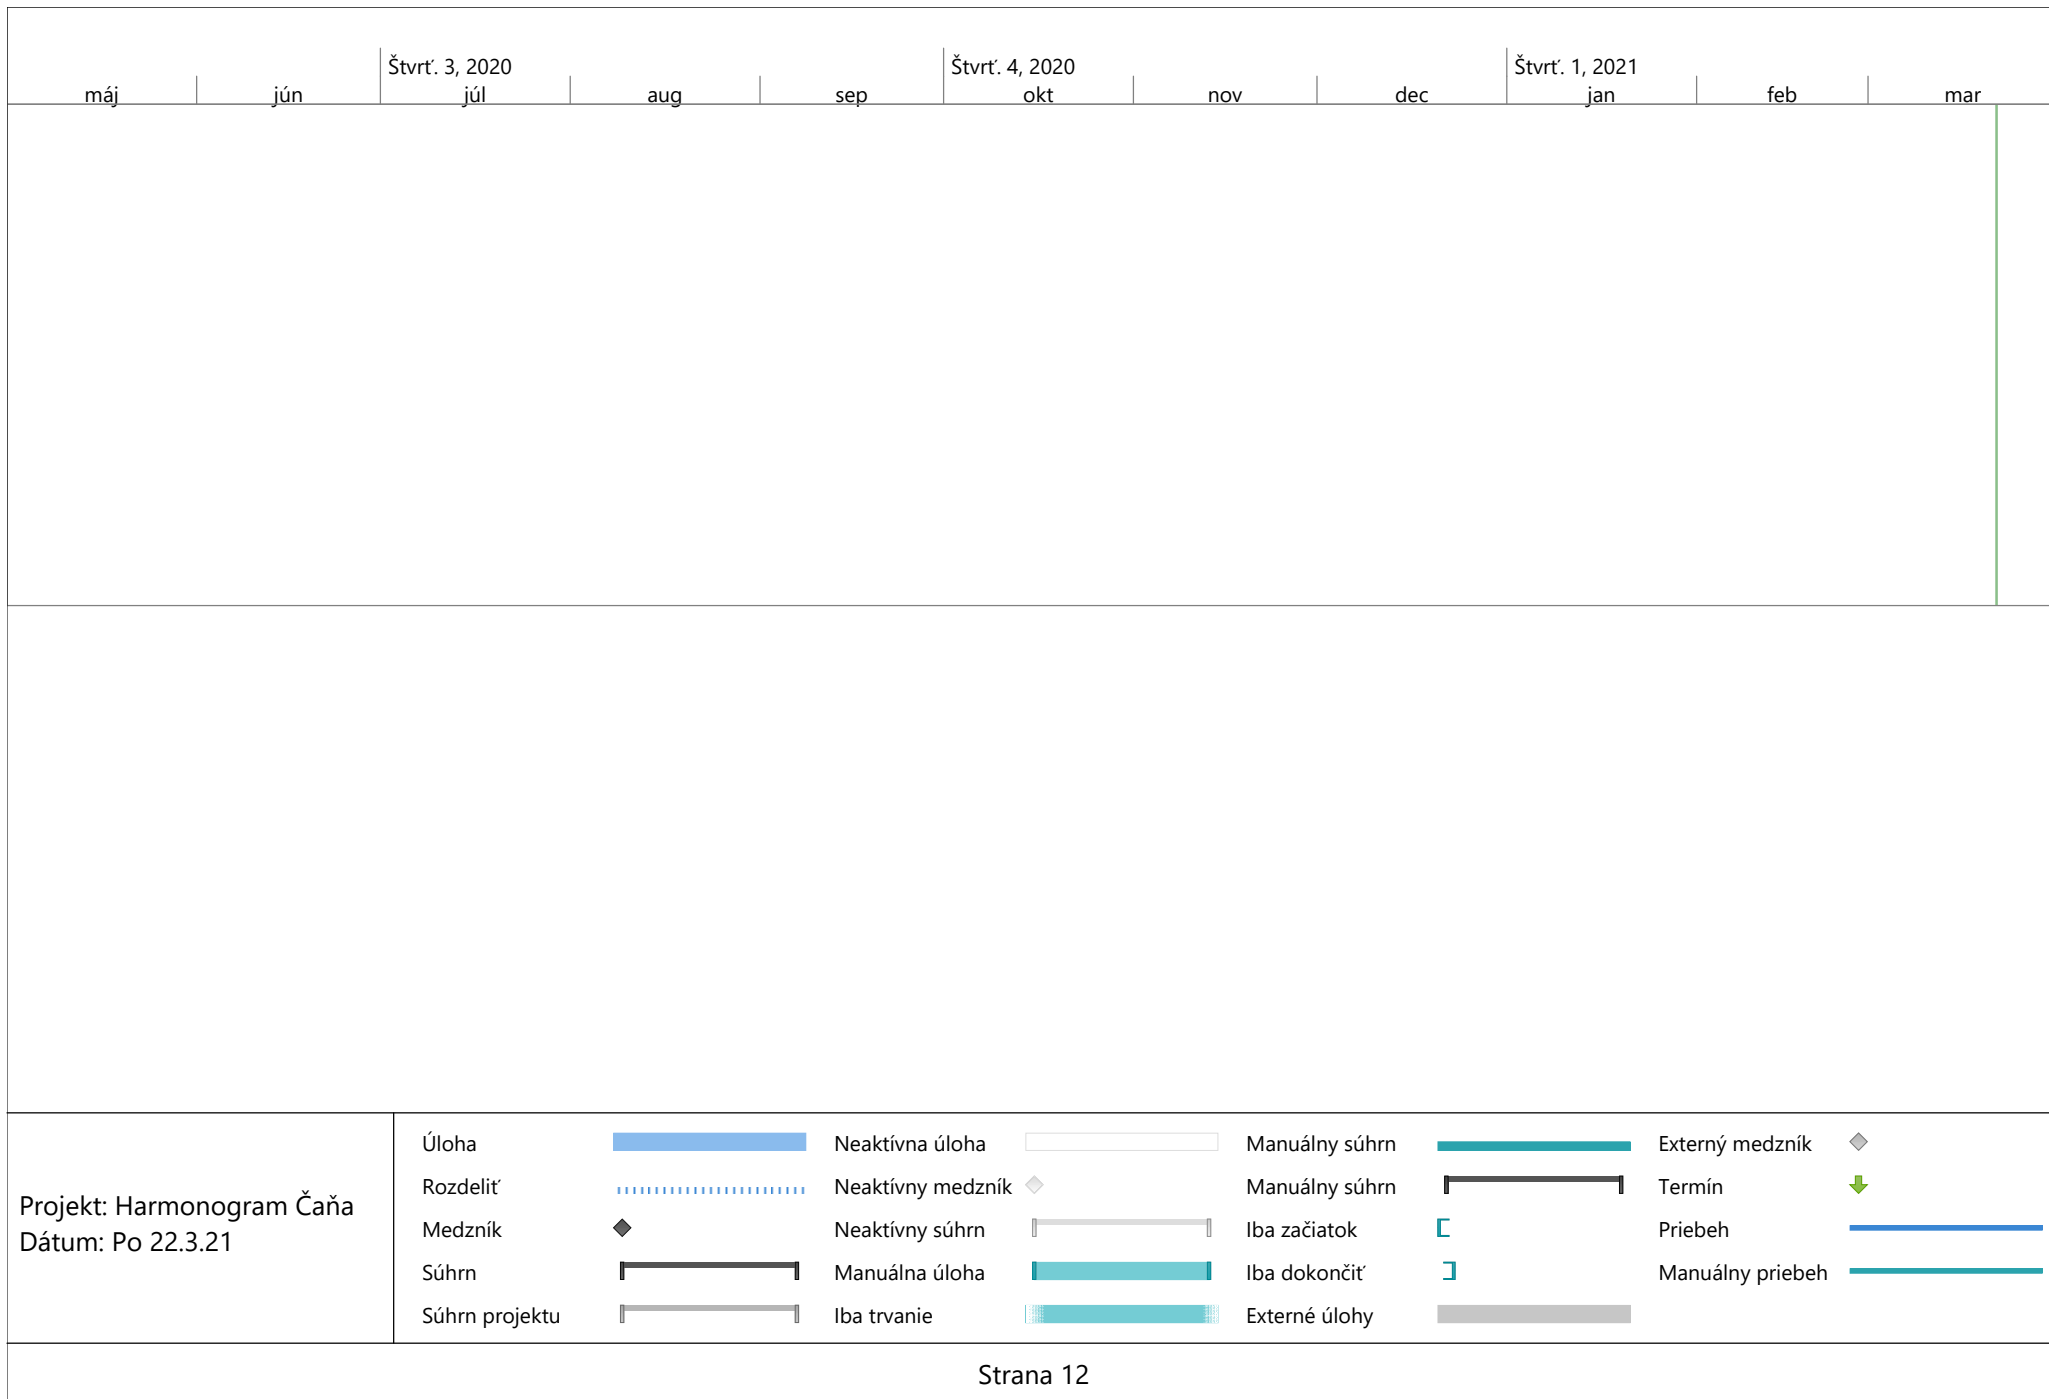 Štvrť. 3, 2020 Štvrť. 4, 2020 Štvrť. 1, 2021
máj jún júl aug sep okt nov dec jan feb mar
Projekt: Harmonogram Čaňa
Dátum: Po 22.3.21
Úloha
Rozdeliť
Medzník
Súhrn
Súhrn projektu
Neaktívna úloha
Neaktívny medzník
Neaktívny súhrn
Manuálna úloha
Iba trvanie
Manuálny súhrn
Manuálny súhrn
Iba začiatok
Iba dokončiť
Externé úlohy
Externý medzník
Termín
Priebeh
Manuálny priebeh
Strana 12